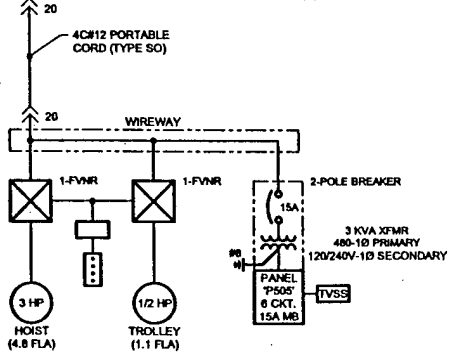 20
4C#12 PORTABLE
CORD (TYPE SO)
20
WIREWAY
1-FVNR
1-FVNR
2-POLE BREAKER
15A
3 KVA XFMR
480-1Ø PRIMARY
120/240V-1Ø SECONDARY
#8
PANEL
'P505'
6 CKT.
15A MB
TVSS
3 HP
1/2 HP
HOIST
(4.8 FLA)
TROLLEY
(1.1 FLA)